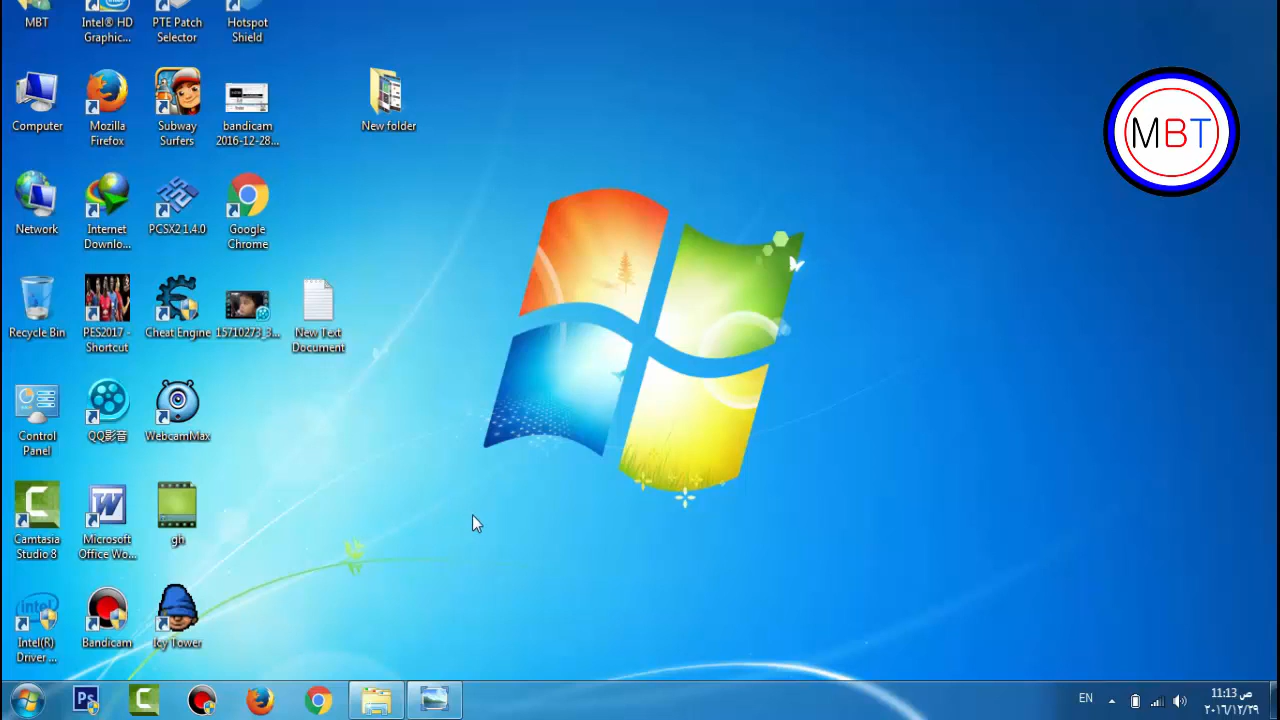 MBT
Intel® HD
Graphic...
PTE Patch
Selector
Hotspot
Shield
Computer
Mozilla
Firefox
Subway
Surfers
bandicam
2016-12-28...
New folder
MBT
Network
Internet
Downlo...
PCSX2 1.4.0
Google
Chrome
Recycle Bin
PES2017 -
Shortcut
Cheat Engine
15710273_3...
New Text
Document
Control
Panel
QQ影音
WebcamMax
Camtasia
Studio 8
Microsoft
Office Wo...
gh
intel
Intel(R)
Driver ...
Bandicam
Icy Tower
Ps
EN
11:13 ص
٢٠١٦/١٢/٢٩